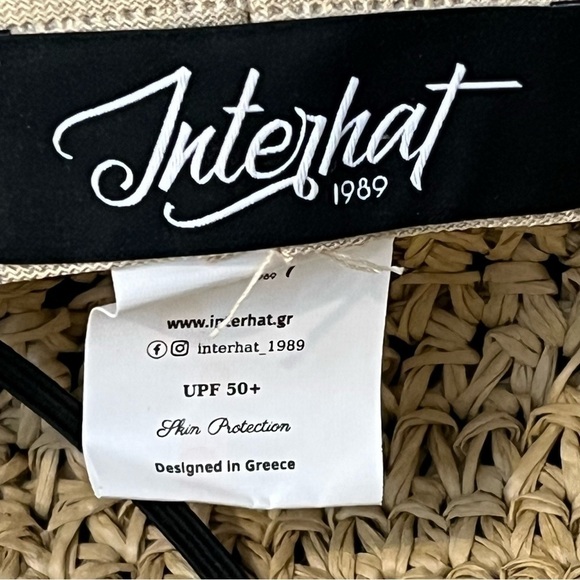 Interhat
1989
www.interhat.gr
interhat_1989
UPF 50+
Skin Protection
Designed in Greece